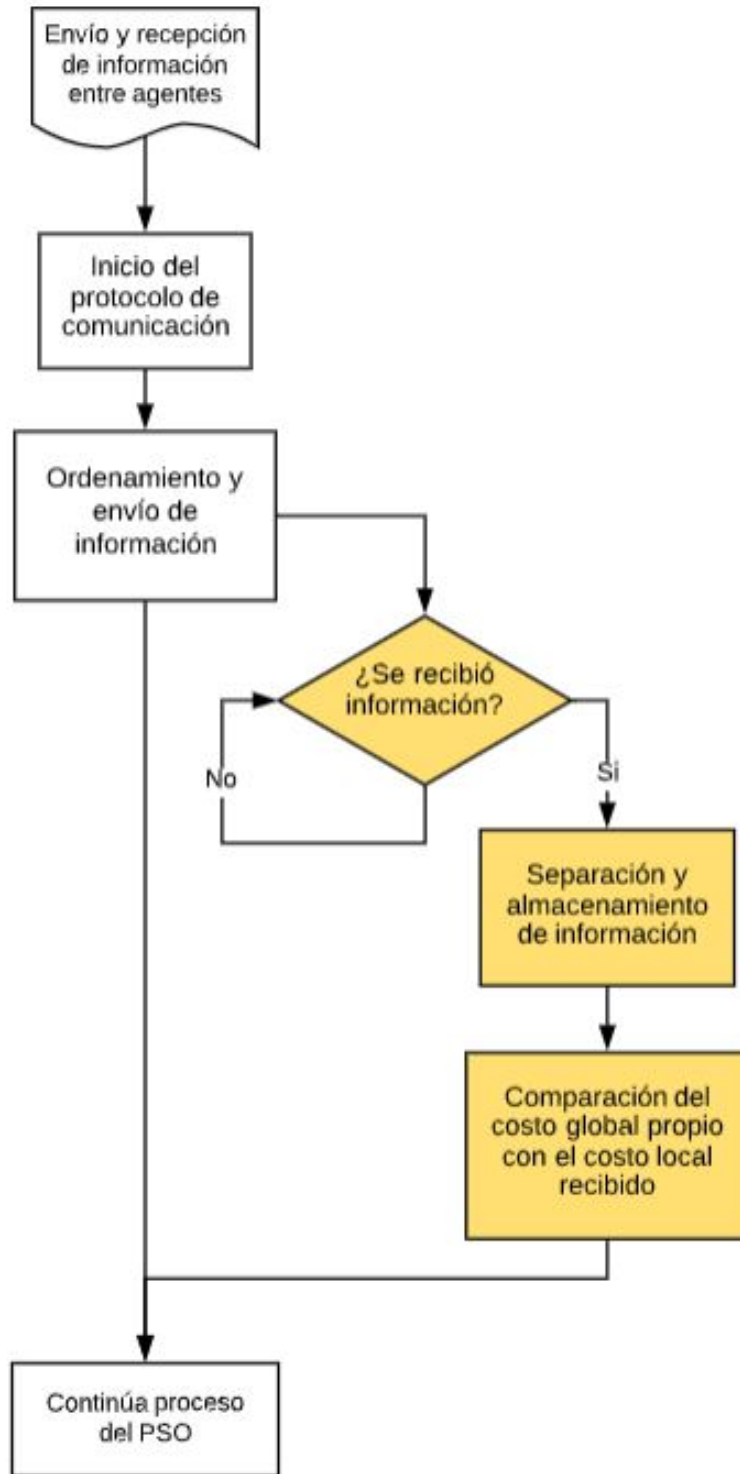 Envío y recepción
de información
entre agentes
Inicio del
protocolo de
comunicación
Ordenamiento y
envío de
información
¿Se recibió
información?
No
Si
Separación y
almacenamiento
de información
Comparación del
costo global propio
con el costo local
recibido
Continúa proceso
del PSO